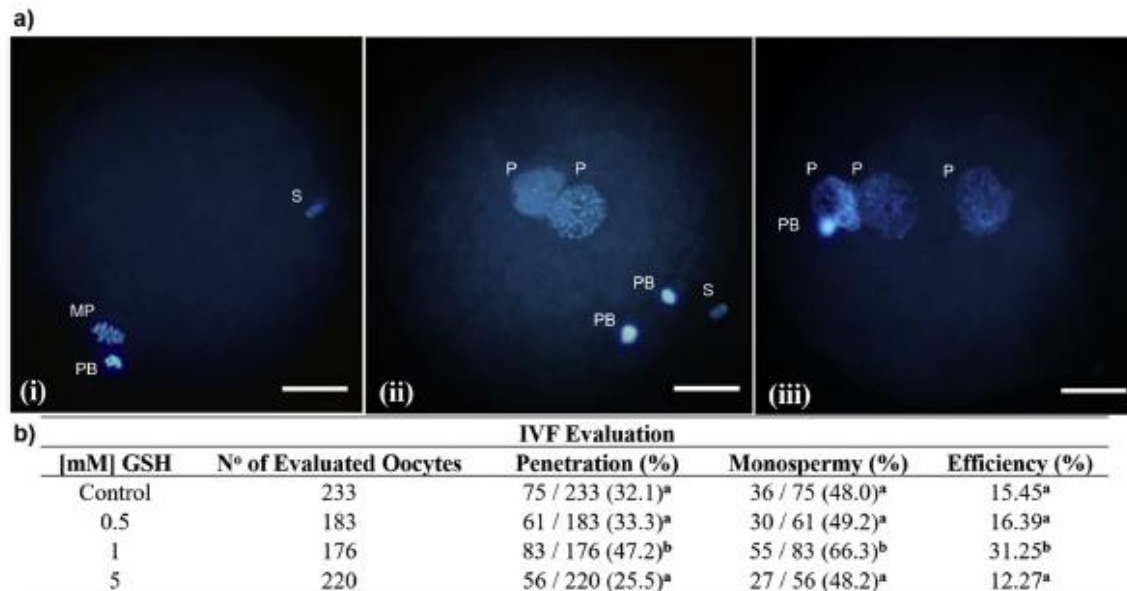 a)
S
MP
PB
(i)
P P
PB
PB
S
(ii)
P P P
PB
(iii)
b) IVF Evaluation
[mM] GSH Nº of Evaluated Oocytes Penetration (%) Monospermy (%) Efficiency (%)
Control 233 75 / 233 (32.1)ᵃ 36 / 75 (48.0)ᵃ 15.45ᵃ
0.5 183 61 / 183 (33.3)ᵃ 30 / 61 (49.2)ᵃ 16.39ᵃ
1 176 83 / 176 (47.2)ᵇ 55 / 83 (66.3)ᵇ 31.25ᵇ
5 220 56 / 220 (25.5)ᵃ 27 / 56 (48.2)ᵃ 12.27ᵃ